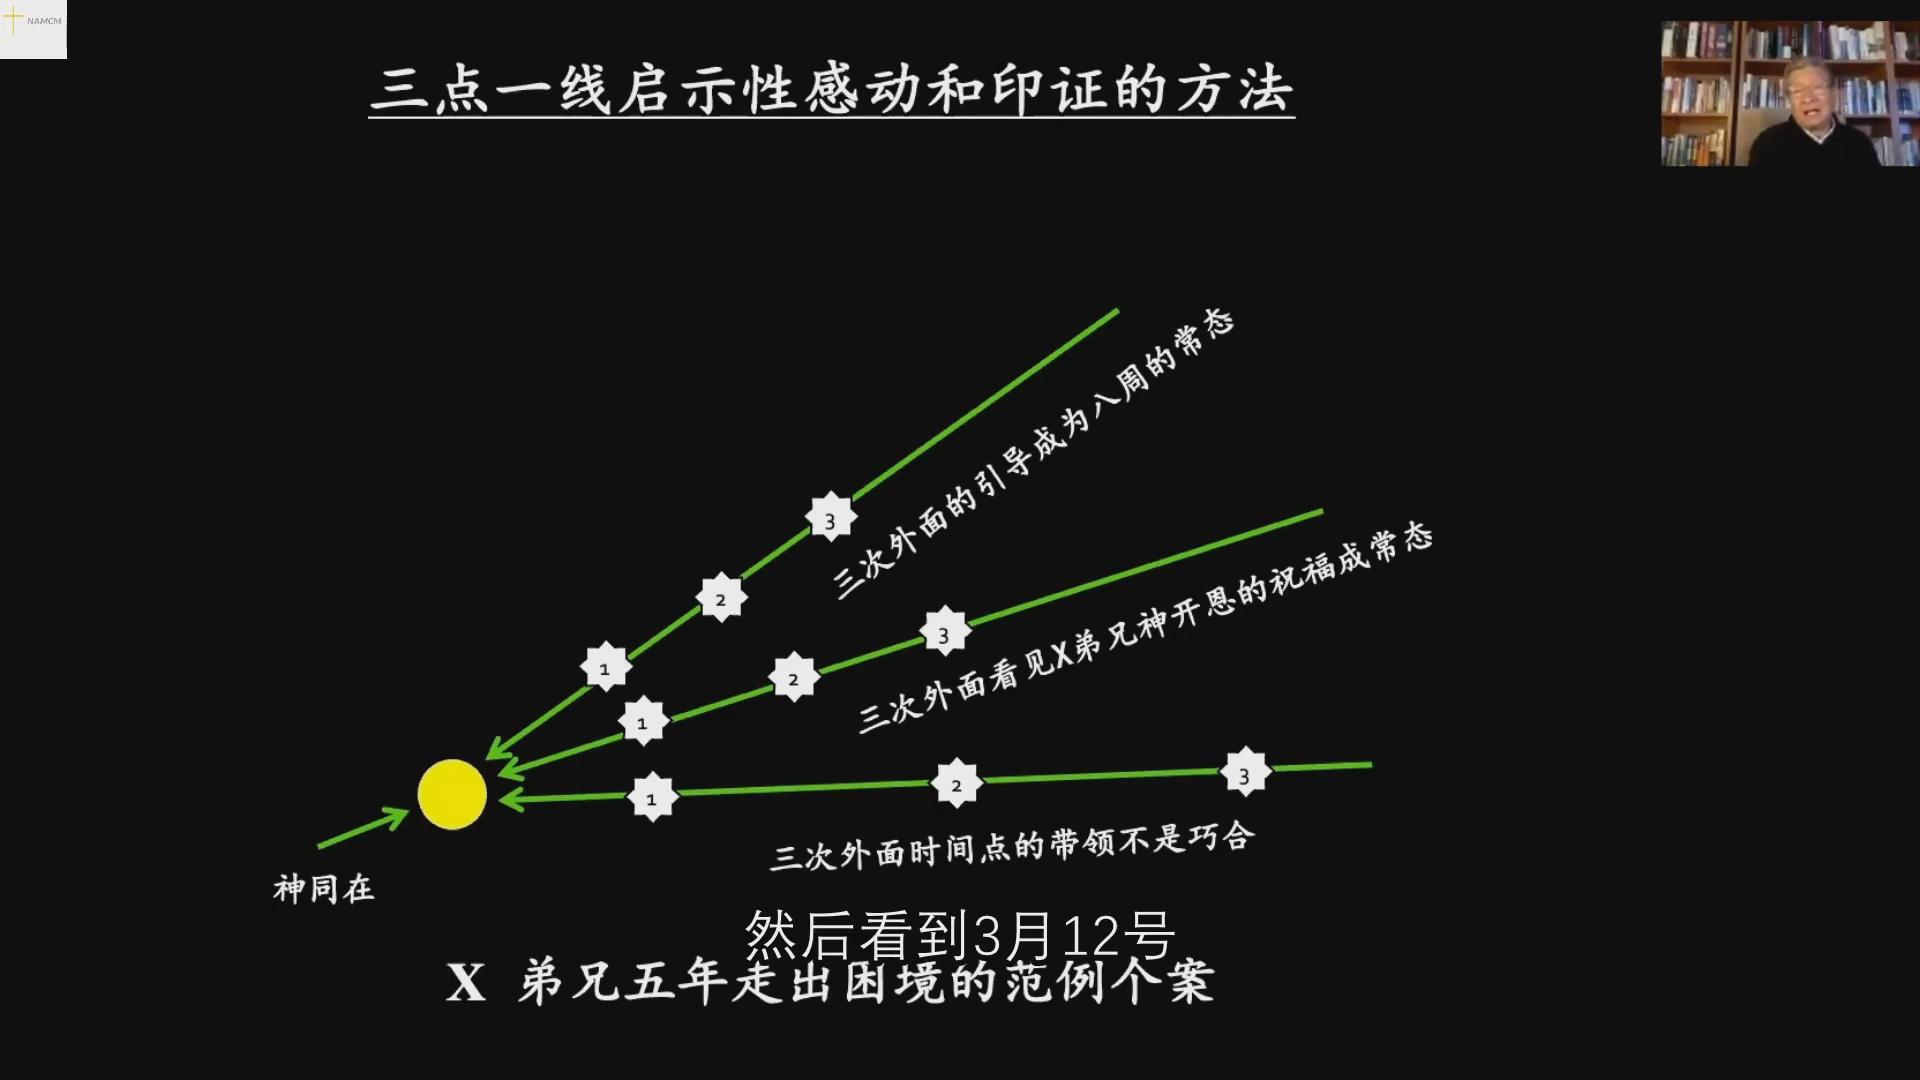 NAMCM
三点一线启示性感动和印证的方法
三次外面的引导成为八周的常态
3
2
1
三次外面看见X弟兄神开恩的祝福成常态
3
2
1
1
2
3
三次外面时间点的带领不是巧合
神同在
然后看到3月12号
X 弟兄五年走出困境的范例个案